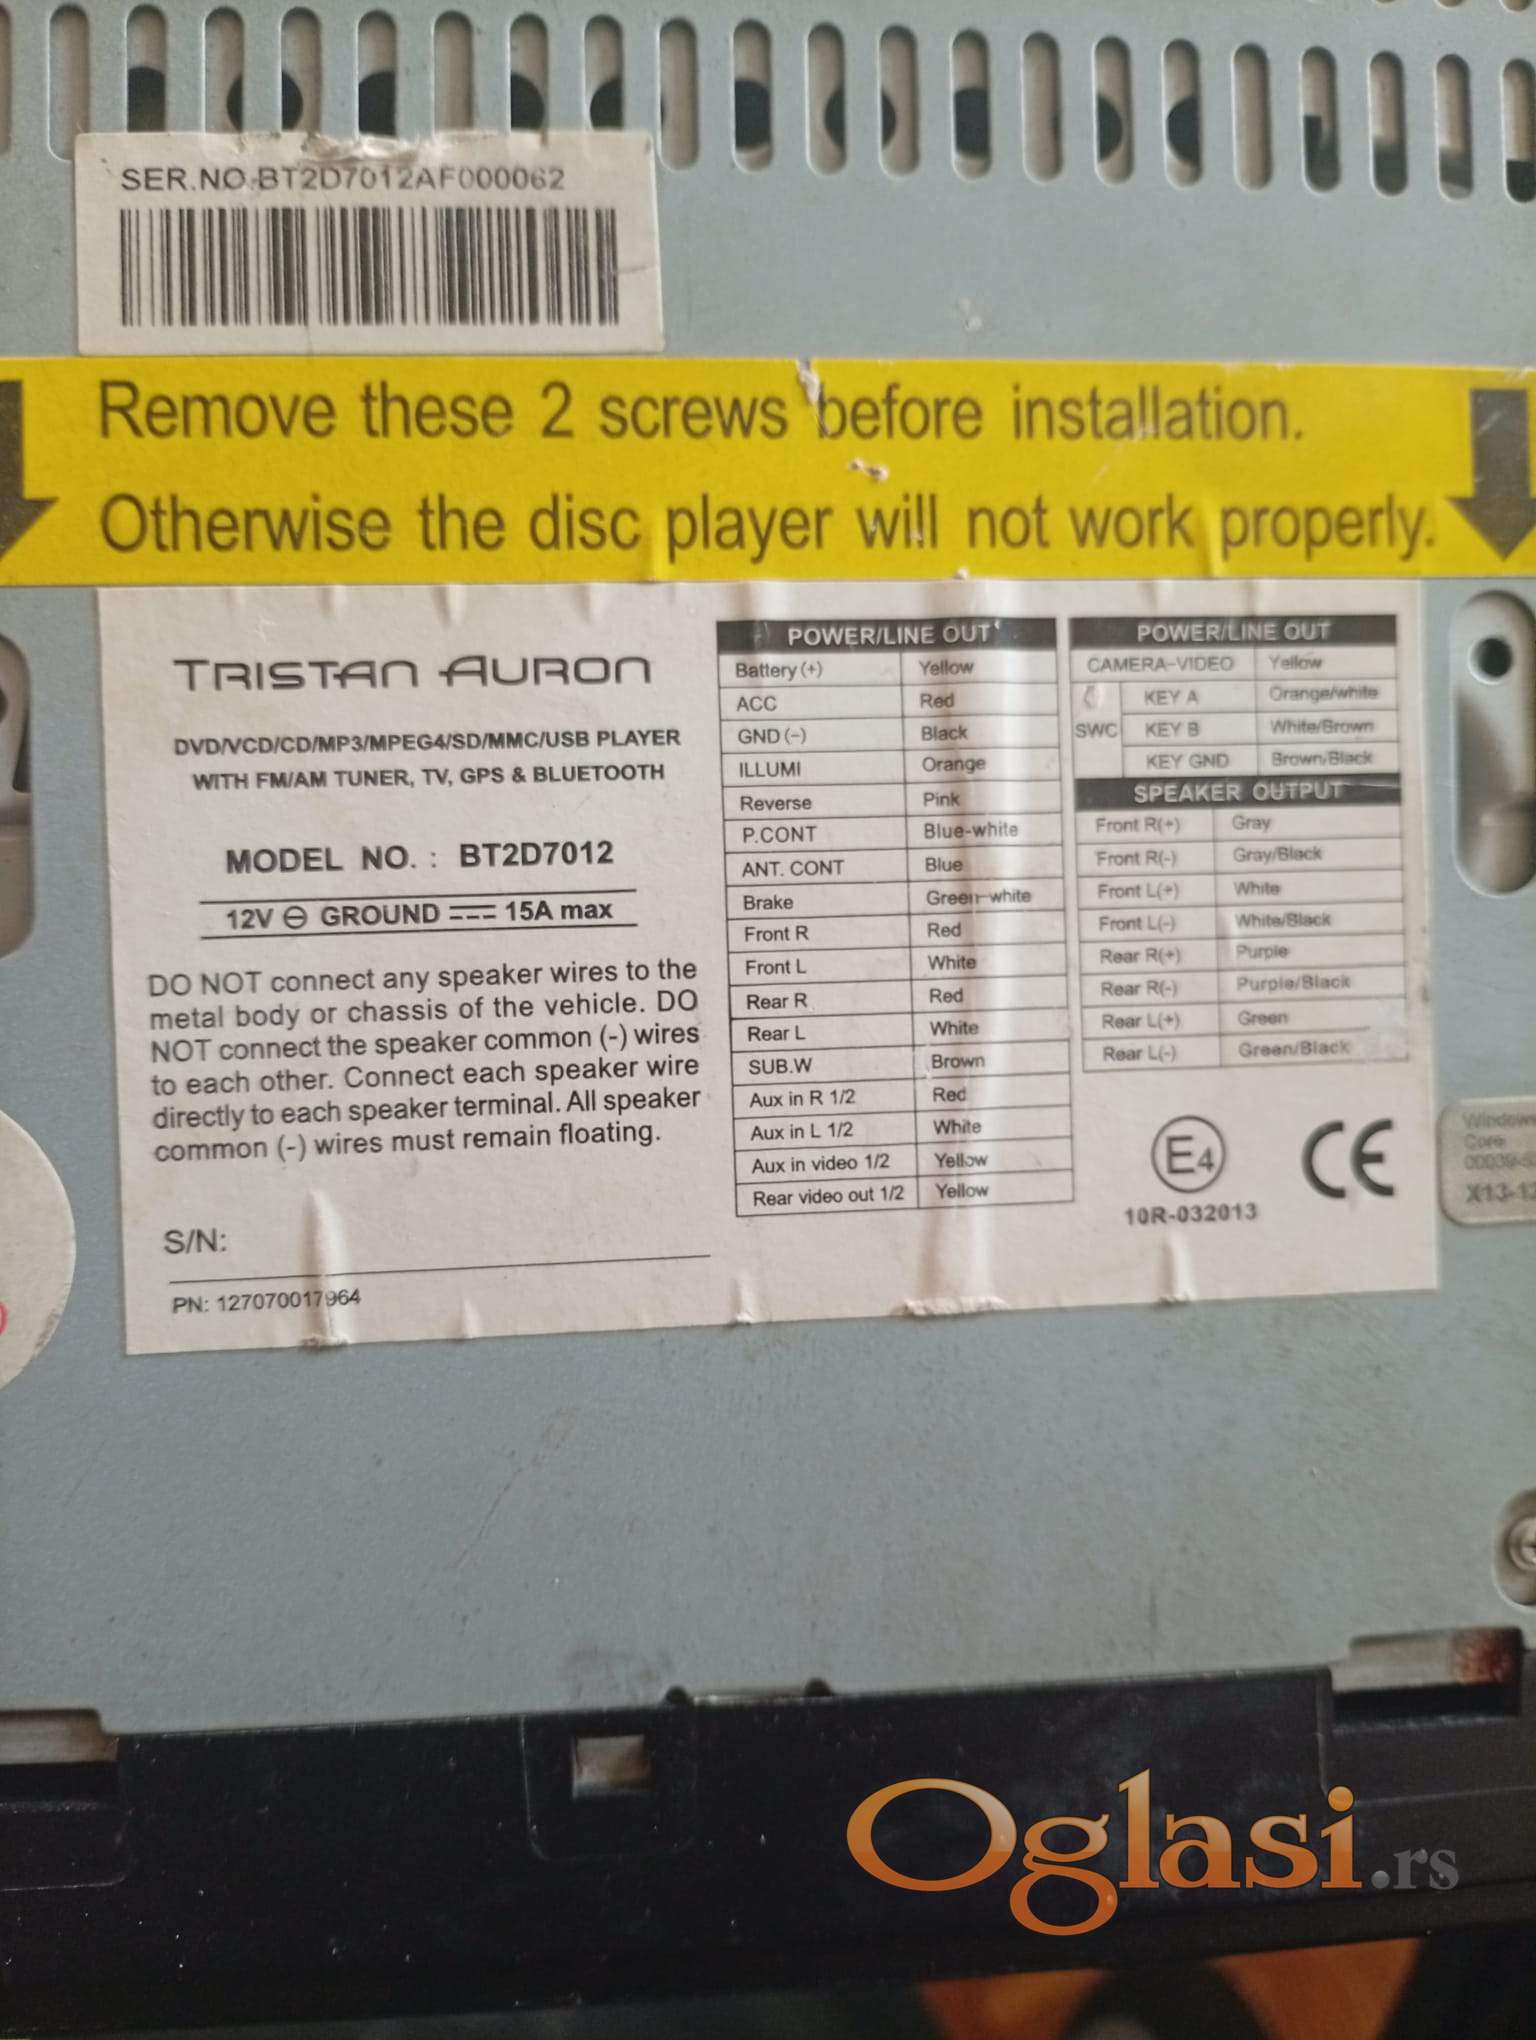 SER.NO.BT2D7012AF000062
Remove these 2 screws before installation.
Otherwise the disc player will not work properly.
TRISTAN AURON
DVD/VCD/CD/MP3/MPEG4/SD/MMC/USB PLAYER
WITH FM/AM TUNER, TV, GPS & BLUETOOTH
MODEL NO. : BT2D7012
12V ⊖ GROUND 15A max
DO NOT connect any speaker wires to the
metal body or chassis of the vehicle. DO
NOT connect the speaker common (-) wires
to each other. Connect each speaker wire
directly to each speaker terminal. All speaker
common (-) wires must remain floating.
S/N:
PN: 127070017964
POWER/LINE OUT
Battery (+) Yellow
ACC Red
GND (-) Black
ILLUMI Orange
Reverse Pink
P.CONT Blue-white
ANT. CONT Blue
Brake Green-white
Front R Red
Front L White
Rear R Red
Rear L White
SUB.W Brown
Aux in R 1/2 Red
Aux in L 1/2 White
Aux in video 1/2 Yellow
Rear video out 1/2 Yellow
POWER/LINE OUT
CAMERA-VIDEO Yellow
SWC
KEY A Orange/white
KEY B White/Brown
KEY GND Brown/Black
SPEAKER OUTPUT
Front R(+) Gray
Front R(-) Gray/Black
Front L(+) White
Front L(-) White/Black
Rear R(+) Purple
Rear R(-) Purple/Black
Rear L(+) Green
Rear L(-) Green/Black
E4
CE
10R-032013
Window
Core
X13-1
Oglasi.rs